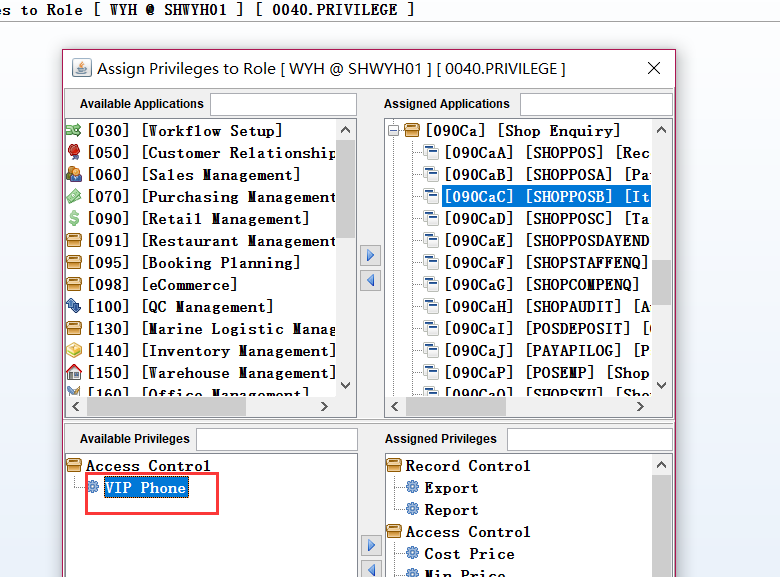 es to Role [ WYH @ SHWYH01 ] [ 0040.PRIVILEGE ]
Assign Privileges to Role [ WYH @ SHWYH01 ] [ 0040.PRIVILEGE ]
Available Applications
Assigned Applications
[030] [Workflow Setup]
[050] [Customer Relationship
[060] [Sales Management]
[070] [Purchasing Management
[090] [Retail Management]
[091] [Restaurant Management
[095] [Booking Planning]
[098] [eCommerce]
[100] [QC Management]
[130] [Marine Logistic Manag
[140] [Inventory Management]
[150] [Warehouse Management]
[160] [Office Management]
[090Ca] [Shop Enquiry]
[090CaA] [SHOPPOS] [Rec
[090CaB] [SHOPPOSA] [Pa
[090CaC] [SHOPPOSB] [It
[090CaD] [SHOPPOSC] [Ta
[090CaE] [SHOPPOSDAYEND
[090CaF] [SHOPSTAFFENQ]
[090CaG] [SHOPCOMPENQ]
[090CaH] [SHOPAUDIT] [A
[090CaI] [POSDEPOSIT] [
[090CaJ] [PAYAPILOG] [P
[090CaP] [POSEMP] [Shop
[090CaQ] [SHOPSKU] [Sho
Available Privileges
Assigned Privileges
Access Control
VIP Phone
Record Control
Export
Report
Access Control
Cost Price
Min Price